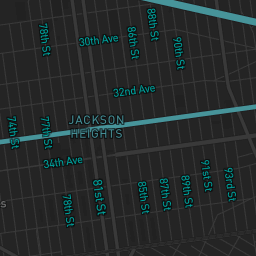 88th St
78th St
86th St
30th Ave
90th St
32nd Ave
74th St
77th St
JACKSON
HEIGHTS
34th Ave
91st St
93rd St
81st St
85th St
87th St
89th St
78th St
s